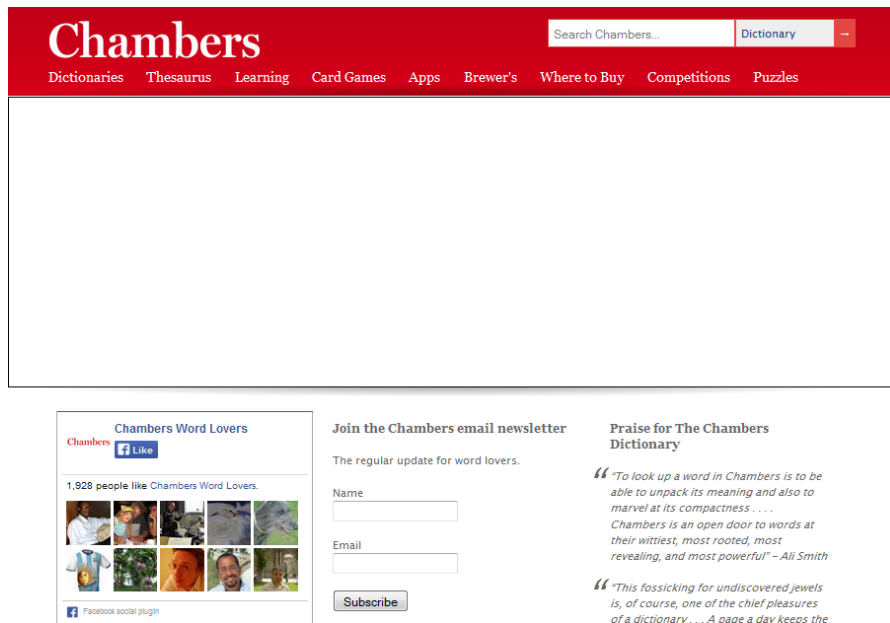 Chambers
Search Chambers...
Dictionary
→
Dictionaries Thesaurus Learning Card Games Apps Brewer's Where to Buy Competitions Puzzles
Chambers
Chambers Word Lovers
Like
1,928 people like Chambers Word Lovers.
Facebook social plugin
Join the Chambers email newsletter
The regular update for word lovers.
Name
Email
Subscribe
Praise for The Chambers
Dictionary
“To look up a word in Chambers is to be
able to unpack its meaning and also to
marvel at its compactness . . . .
Chambers is an open door to words at
their wittiest, most rooted, most
revealing, and most powerful” – Ali Smith
“This fossicking for undiscovered jewels
is, of course, one of the chief pleasures
of a dictionary . . . A page a day keeps the